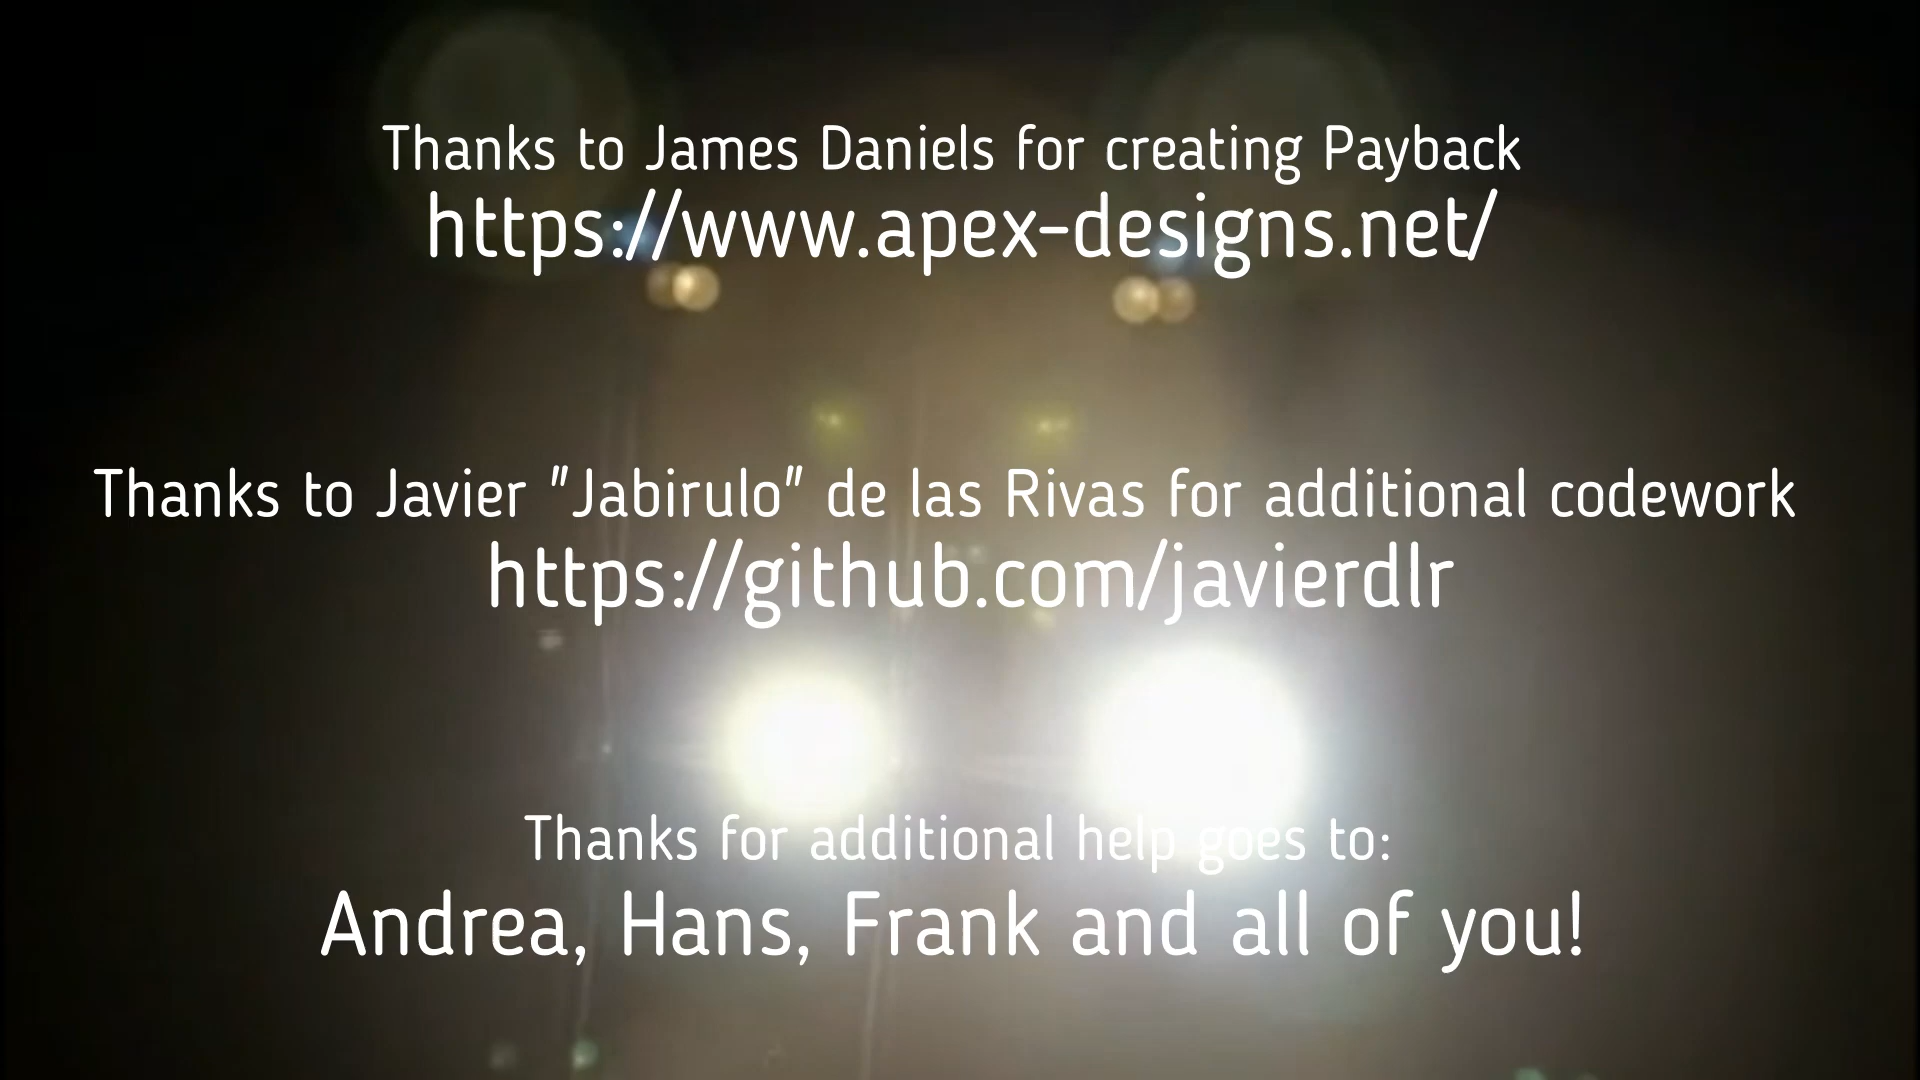 Thanks to James Daniels for creating Payback
https://www.apex-designs.net/
Thanks to Javier "Jabirulo" de las Rivas for additional codework
https://github.com/javierdlr
Thanks for additional help goes to:
Andrea, Hans, Frank and all of you!